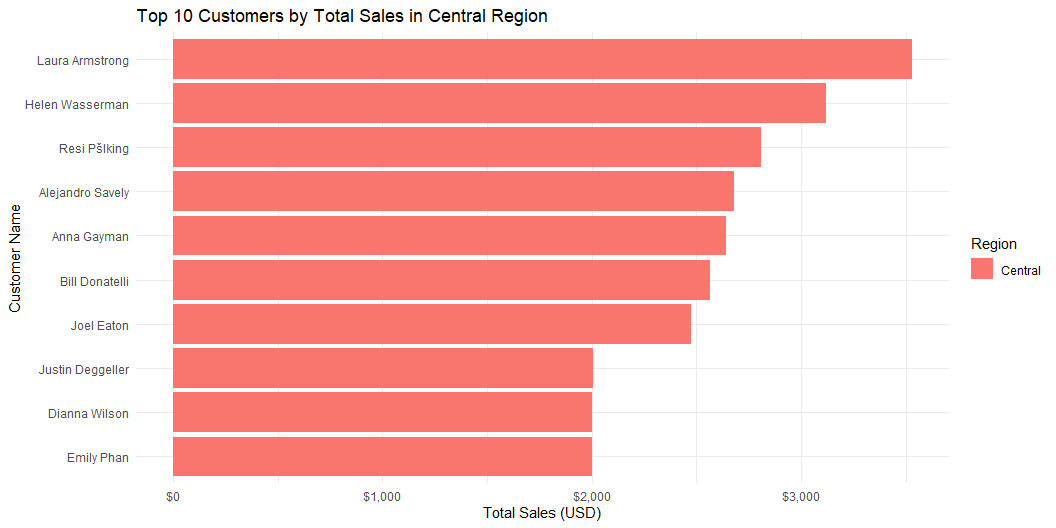 Top 10 Customers by Total Sales in Central Region
Customer Name
Laura Armstrong
Helen Wasserman
Resi Pšlking
Alejandro Savely
Anna Gayman
Bill Donatelli
Joel Eaton
Justin Deggeller
Dianna Wilson
Emily Phan
$0 $1,000 $2,000 $3,000
Total Sales (USD)
Region
Central